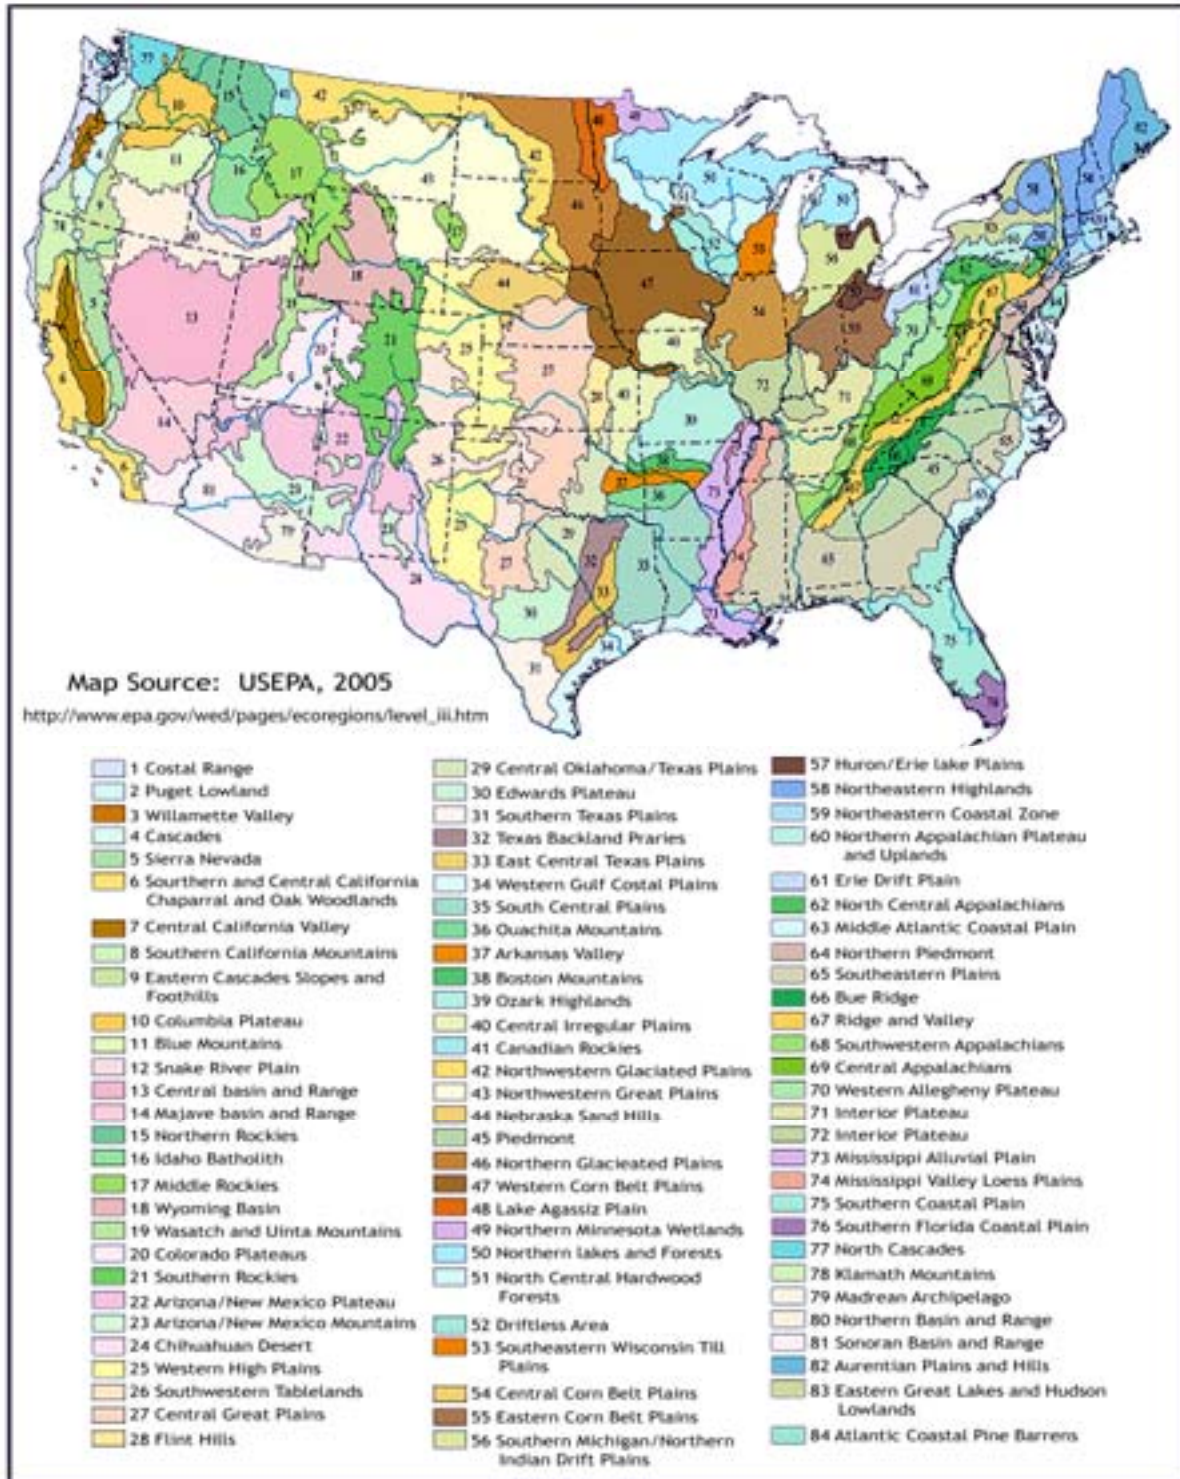 Map Source: USEPA, 2005
http://www.epa.gov/wed/pages/ecoregions/level_iii.htm
1 Costal Range
2 Puget Lowland
3 Willamette Valley
4 Cascades
5 Sierra Nevada
6 Sourthern and Central California
Chaparral and Oak Woodlands
7 Central California Valley
8 Southern California Mountains
9 Eastern Cascades Slopes and
Foothills
10 Columbia Plateau
11 Blue Mountains
12 Snake River Plain
13 Central basin and Range
14 Majave basin and Range
15 Northern Rockies
16 Idaho Batholith
17 Middle Rockies
18 Wyoming Basin
19 Wasatch and Uinta Mountains
20 Colorado Plateaus
21 Southern Rockies
22 Arizona/New Mexico Plateau
23 Arizona/New Mexico Mountains
24 Chihuahuan Desert
25 Western High Plains
26 Southwestern Tablelands
27 Central Great Plains
28 Flint Hills
29 Central Oklahoma/Texas Plains
30 Edwards Plateau
31 Southern Texas Plains
32 Texas Backland Praries
33 East Central Texas Plains
34 Western Gulf Costal Plains
35 South Central Plains
36 Ouachita Mountains
37 Arkansas Valley
38 Boston Mountains
39 Ozark Highlands
40 Central Irregular Plains
41 Canadian Rockies
42 Northwestern Glaciated Plains
43 Northwestern Great Plains
44 Nebraska Sand Hills
45 Piedmont
46 Northern Glacieated Plains
47 Western Corn Belt Plains
48 Lake Agassiz Plain
49 Northern Minnesota Wetlands
50 Northern lakes and Forests
51 North Central Hardwood
Forests
52 Driftless Area
53 Southeastern Wisconsin Till
Plains
54 Central Corn Belt Plains
55 Eastern Corn Belt Plains
56 Southern Michigan/Northern
Indian Drift Plains
57 Huron/Erie lake Plains
58 Northeastern Highlands
59 Northeastern Coastal Zone
60 Northern Appalachian Plateau
and Uplands
61 Erie Drift Plain
62 North Central Appalachians
63 Middle Atlantic Coastal Plain
64 Northern Piedmont
65 Southeastern Plains
66 Bue Ridge
67 Ridge and Valley
68 Southwestern Appalachians
69 Central Appalachians
70 Western Allegheny Plateau
71 Interior Plateau
72 Interior Plateau
73 Mississippi Alluvial Plain
74 Mississippi Valley Loess Plains
75 Southern Coastal Plain
76 Southern Florida Coastal Plain
77 North Cascades
78 Klamath Mountains
79 Madrean Archipelago
80 Northern Basin and Range
81 Sonoran Basin and Range
82 Aurentian Plains and Hills
83 Eastern Great Lakes and Hudson
Lowlands
84 Atlantic Coastal Pine Barrens